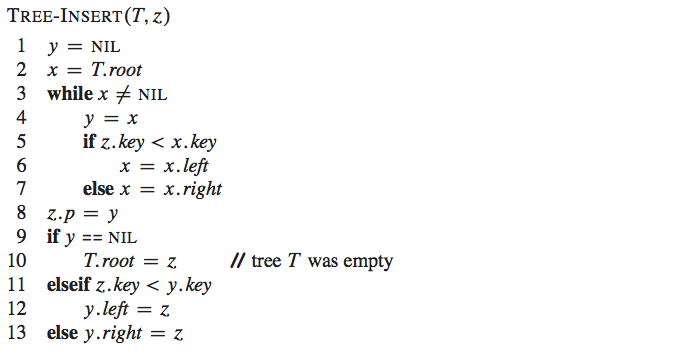 TREE-INSERT(T, z)
1 y = NIL
2 x = T.root
3 while x ≠ NIL
4 y = x
5 if z.key < x.key
6 x = x.left
7 else x = x.right
8 z.p = y
9 if y == NIL
10 T.root = z // tree T was empty
11 elseif z.key < y.key
12 y.left = z
13 else y.right = z